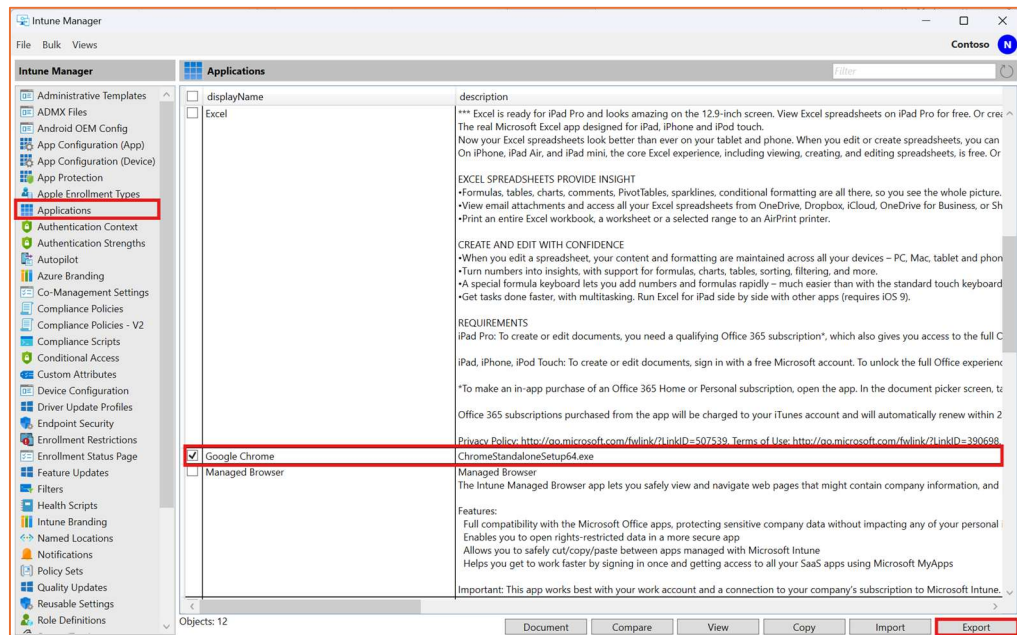 Intune Manager
File Bulk Views
Contoso N
Intune Manager
Applications
Filter
Administrative Templates
ADMX Files
Android OEM Config
App Configuration (App)
App Configuration (Device)
App Protection
Apple Enrollment Types
Applications
Authentication Context
Authentication Strengths
Autopilot
Azure Branding
Co-Management Settings
Compliance Policies
Compliance Policies - V2
Compliance Scripts
Conditional Access
Custom Attributes
Device Configuration
Driver Update Profiles
Endpoint Security
Enrollment Restrictions
Enrollment Status Page
Feature Updates
Filters
Health Scripts
Intune Branding
Named Locations
Notifications
Policy Sets
Quality Updates
Reusable Settings
Role Definitions
displayName description
Excel
*** Excel is ready for iPad Pro and looks amazing on the 12.9-inch screen. View Excel spreadsheets on iPad Pro for free. Or crea
The real Microsoft Excel app designed for iPad, iPhone and iPod touch.
Now your Excel spreadsheets look better than ever on your tablet and phone. When you edit or create spreadsheets, you can
On iPhone, iPad Air, and iPad mini, the core Excel experience, including viewing, creating, and editing spreadsheets, is free. Or
EXCEL SPREADSHEETS PROVIDE INSIGHT
•Formulas, tables, charts, comments, PivotTables, sparklines, conditional formatting are all there, so you see the whole picture.
•View email attachments and access all your Excel spreadsheets from OneDrive, Dropbox, iCloud, OneDrive for Business, or Sh
•Print an entire Excel workbook, a worksheet or a selected range to an AirPrint printer.
CREATE AND EDIT WITH CONFIDENCE
•When you edit a spreadsheet, your content and formatting are maintained across all your devices – PC, Mac, tablet and phon
•Turn numbers into insights, with support for formulas, charts, tables, sorting, filtering, and more.
•A special formula keyboard lets you add numbers and formulas rapidly – much easier than with the standard touch keyboard
•Get tasks done faster, with multitasking. Run Excel for iPad side by side with other apps (requires iOS 9).
REQUIREMENTS
iPad Pro: To create or edit documents, you need a qualifying Office 365 subscription*, which also gives you access to the full C
iPad, iPhone, iPod Touch: To create or edit documents, sign in with a free Microsoft account. To unlock the full Office experienc
*To make an in-app purchase of an Office 365 Home or Personal subscription, open the app. In the document picker screen, ta
Office 365 subscriptions purchased from the app will be charged to your iTunes account and will automatically renew within 2
Privacy Policy: http://go.microsoft.com/fwlink/?LinkID=507539, Terms of Use: http://go.microsoft.com/fwlink/?LinkID=390698.
Google Chrome ChromeStandaloneSetup64.exe
Managed Browser Managed Browser
The Intune Managed Browser app lets you safely view and navigate web pages that might contain company information, and
Features:
Full compatibility with the Microsoft Office apps, protecting sensitive company data without impacting any of your personal
Enables you to open rights-restricted data in a more secure app
Allows you to safely cut/copy/paste between apps managed with Microsoft Intune
Helps you get to work faster by signing in once and getting access to all your SaaS apps using Microsoft MyApps
Important: This app works best with your work account and a connection to your company's subscription to Microsoft Intune.
Objects: 12
Document Compare View Copy Import Export